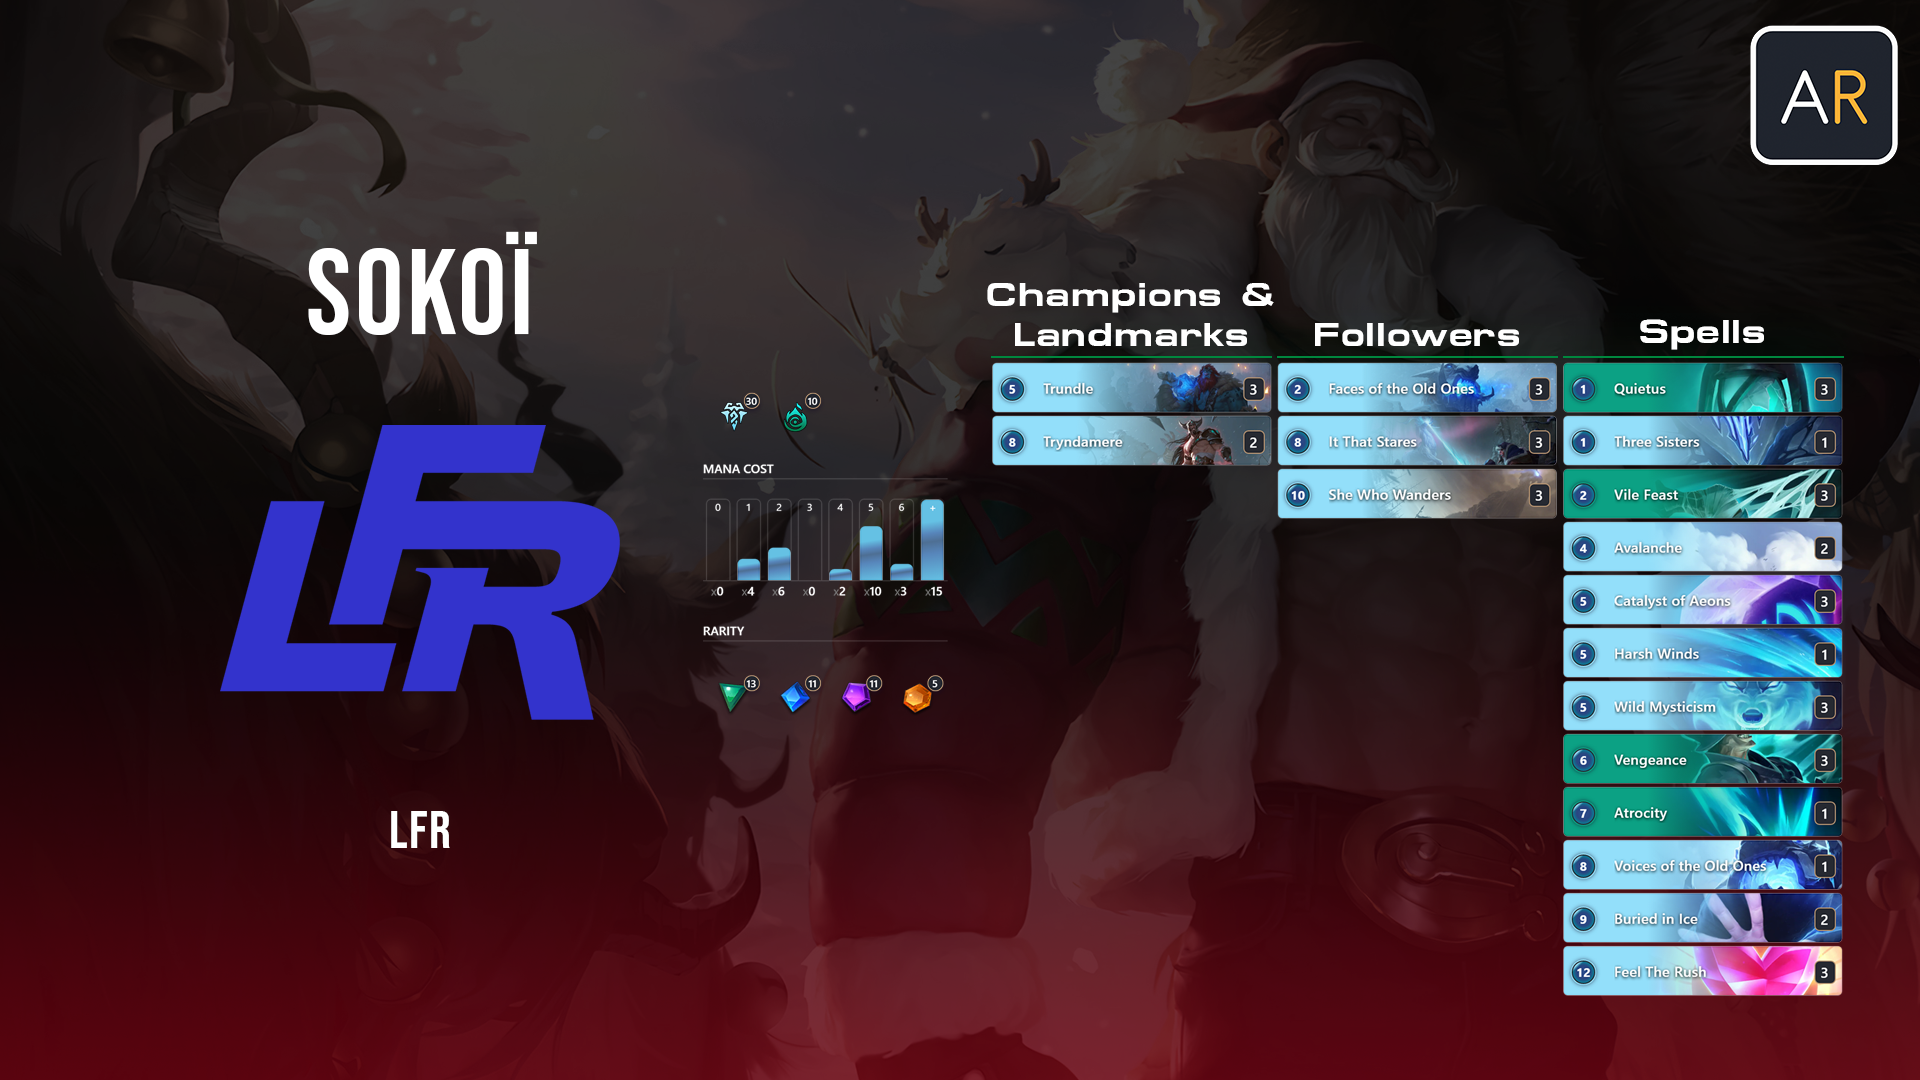 AR
SOKOÏ
LFR
LFR
30
10
MANA COST
0 1 2 3 4 5 6 +
x0 x4 x6 x0 x2 x10 x3 x15
RARITY
13 11 11 5
Champions &
Landmarks
5 Trundle 3
8 Tryndamere 2
Followers
2 Faces of the Old Ones 3
8 It That Stares 3
10 She Who Wanders 3
Spells
1 Quietus 3
1 Three Sisters 1
2 Vile Feast 3
4 Avalanche 2
5 Catalyst of Aeons 3
5 Harsh Winds 1
5 Wild Mysticism 3
6 Vengeance 3
7 Atrocity 1
8 Voices of the Old Ones 1
9 Buried in Ice 2
12 Feel The Rush 3